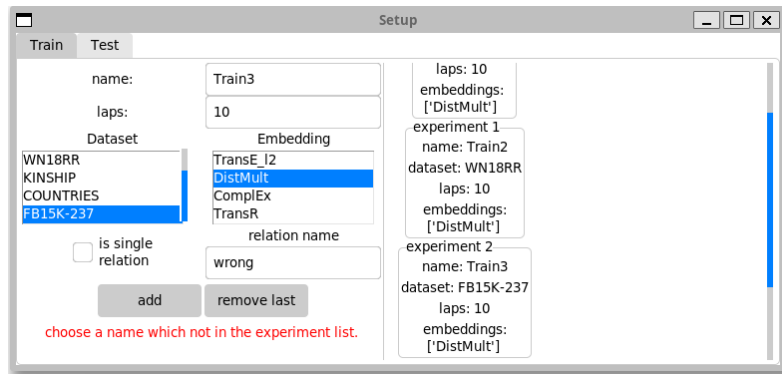 Setup
Train Test
name: Train3
laps: 10
Dataset Embedding
WN18RR
KINSHIP
COUNTRIES
FB15K-237
TransE_l2
DistMult
ComplEx
TransR
is single
relation
relation name
wrong
add remove last
choose a name which not in the experiment list.
laps: 10
embeddings:
['DistMult']
experiment 1
name: Train2
dataset: WN18RR
laps: 10
embeddings:
['DistMult']
experiment 2
name: Train3
dataset: FB15K-237
laps: 10
embeddings:
['DistMult']